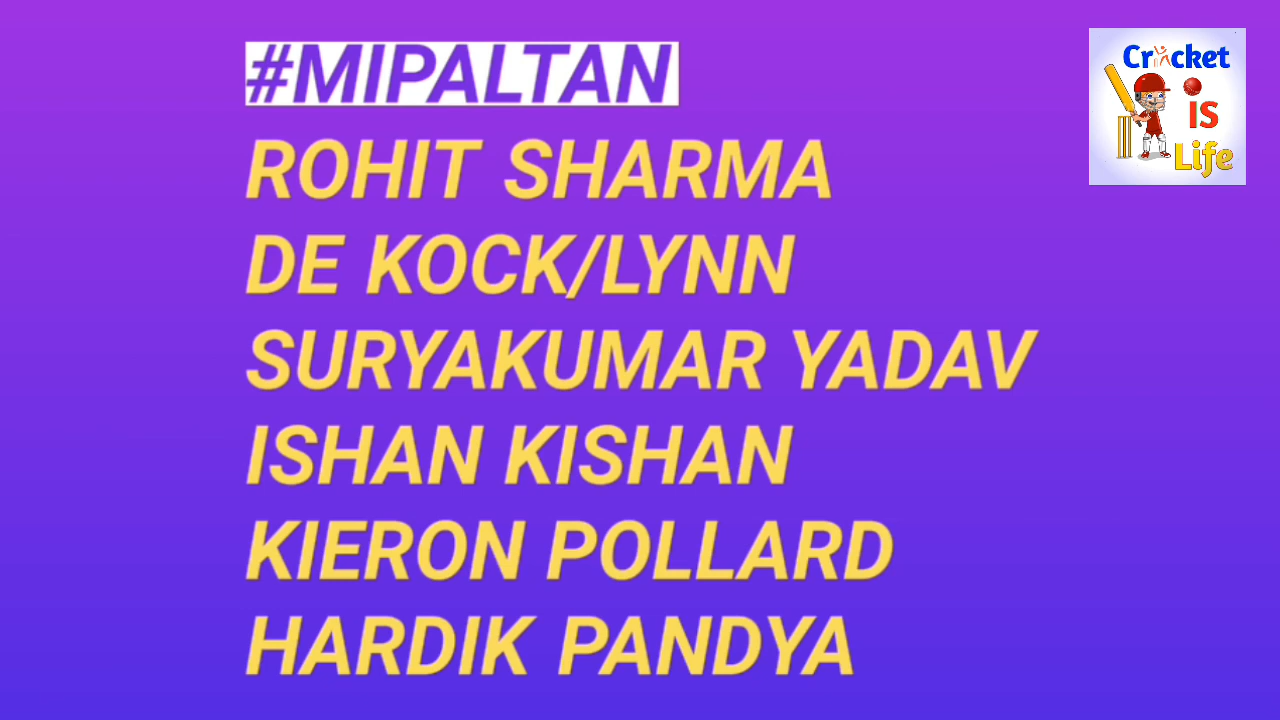 #MIPALTAN
ROHIT SHARMA
DE KOCK/LYNN
SURYAKUMAR YADAV
ISHAN KISHAN
KIERON POLLARD
HARDIK PANDYA
Cricket
IS
Life